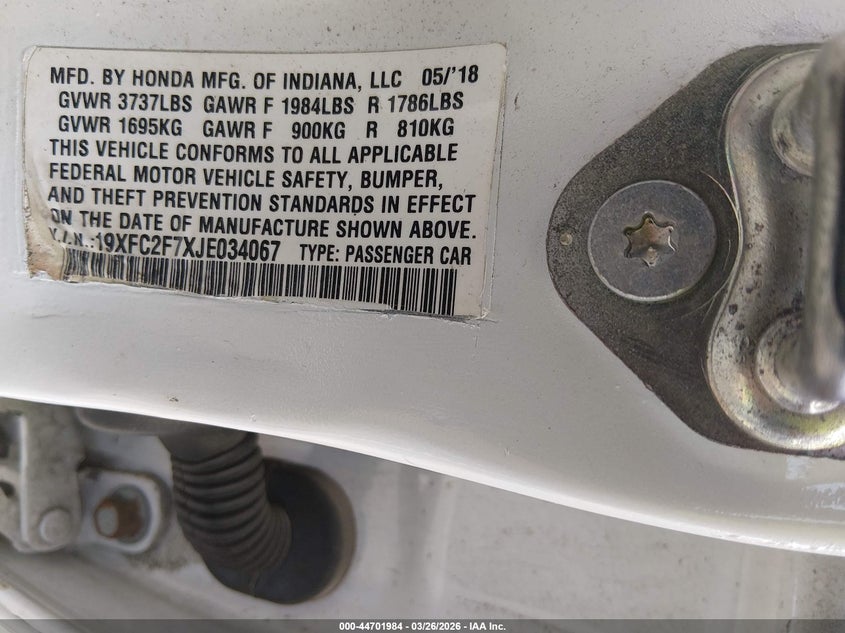 MFD. BY HONDA MFG. OF INDIANA, LLC 05/'18
GVWR 3737LBS GAWR F 1984LBS R 1786LBS
GVWR 1695KG GAWR F 900KG R 810KG
THIS VEHICLE CONFORMS TO ALL APPLICABLE
FEDERAL MOTOR VEHICLE SAFETY, BUMPER,
AND THEFT PREVENTION STANDARDS IN EFFECT
ON THE DATE OF MANUFACTURE SHOWN ABOVE.
V.I.N.:19XFC2F7XJE034067 TYPE: PASSENGER CAR
000-44701984 | 03/26/2026 | IAA Inc.